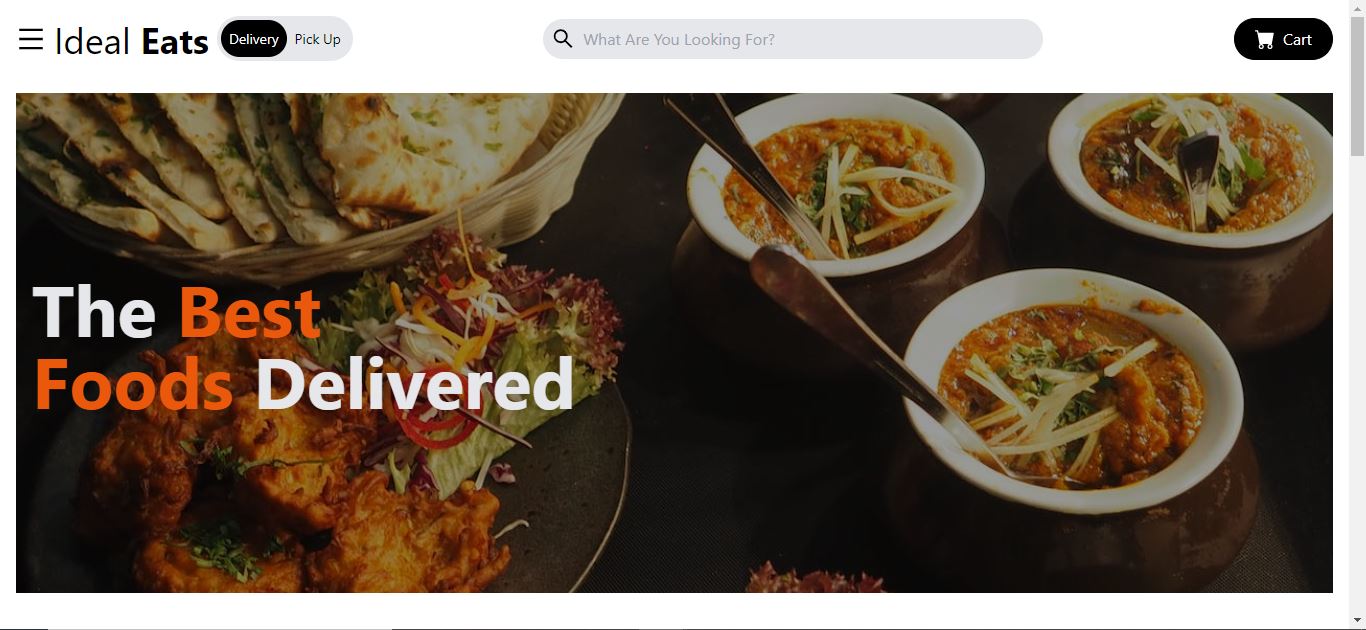 Ideal Eats
Delivery
Pick Up
What Are You Looking For?
Cart
The Best
Foods Delivered